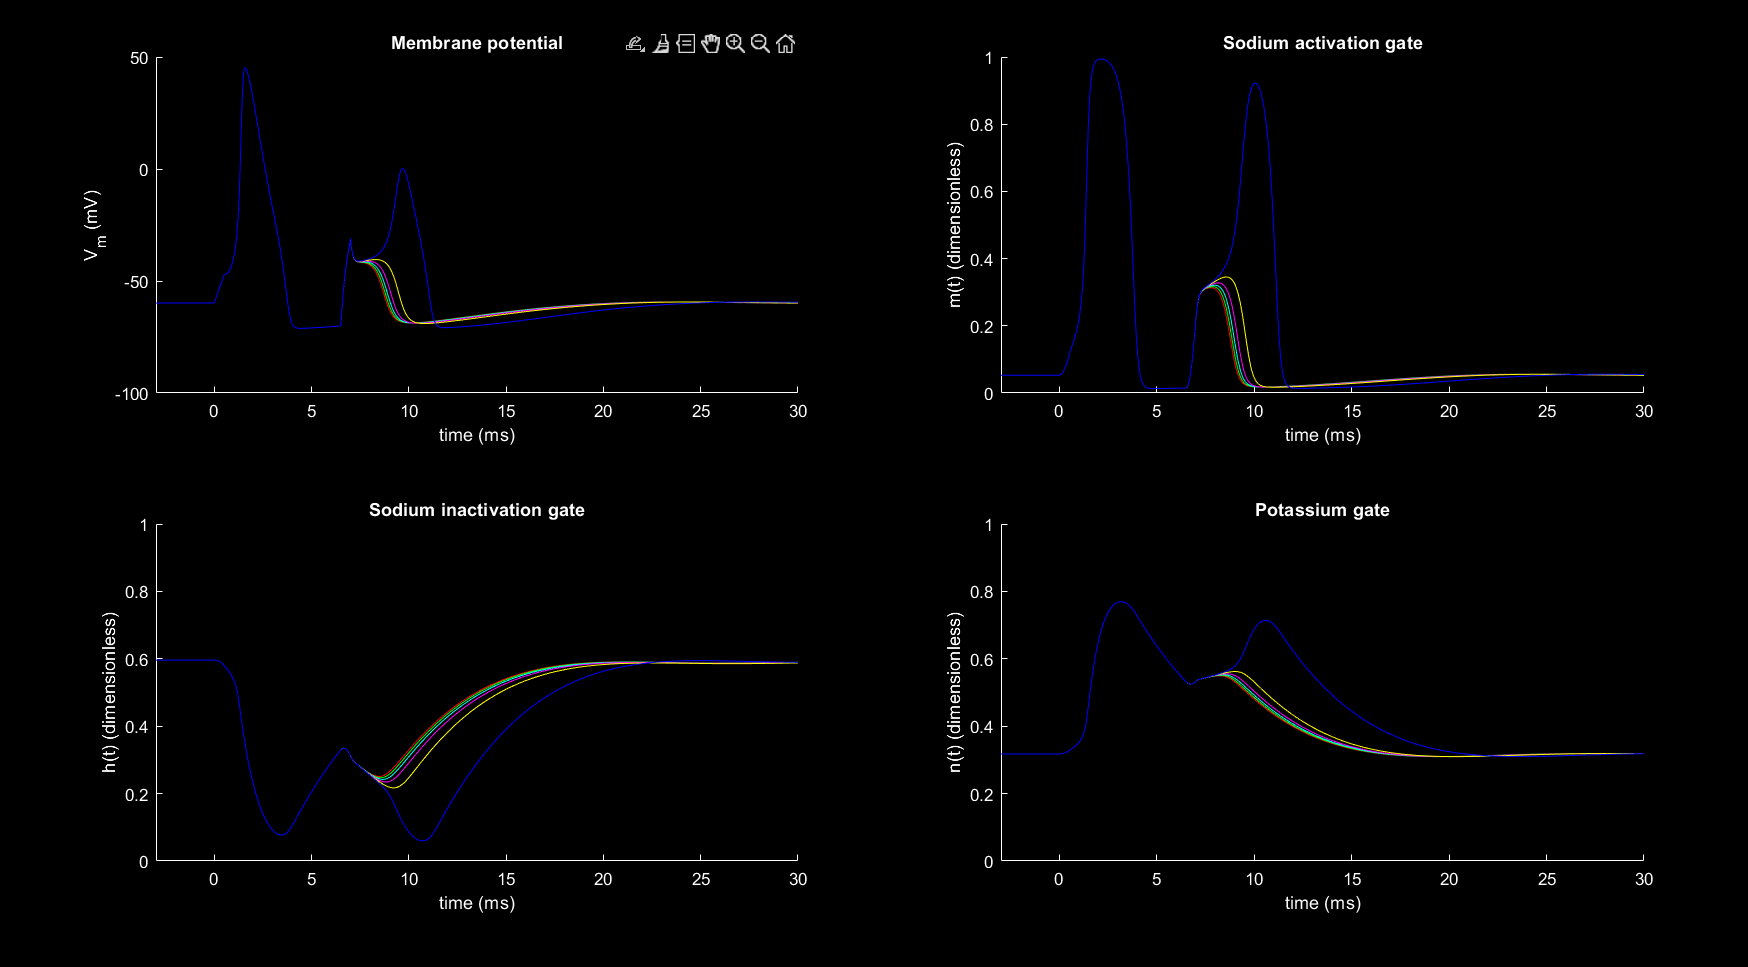 Membrane potential
50
0
-50
-100
V_m (mV)
0 5 10 15 20 25 30
time (ms)
Sodium activation gate
1
0.8
0.6
0.4
0.2
0
m(t) (dimensionless)
0 5 10 15 20 25 30
time (ms)
Sodium inactivation gate
1
0.8
0.6
0.4
0.2
0
h(t) (dimensionless)
0 5 10 15 20 25 30
time (ms)
Potassium gate
1
0.8
0.6
0.4
0.2
0
n(t) (dimensionless)
0 5 10 15 20 25 30
time (ms)